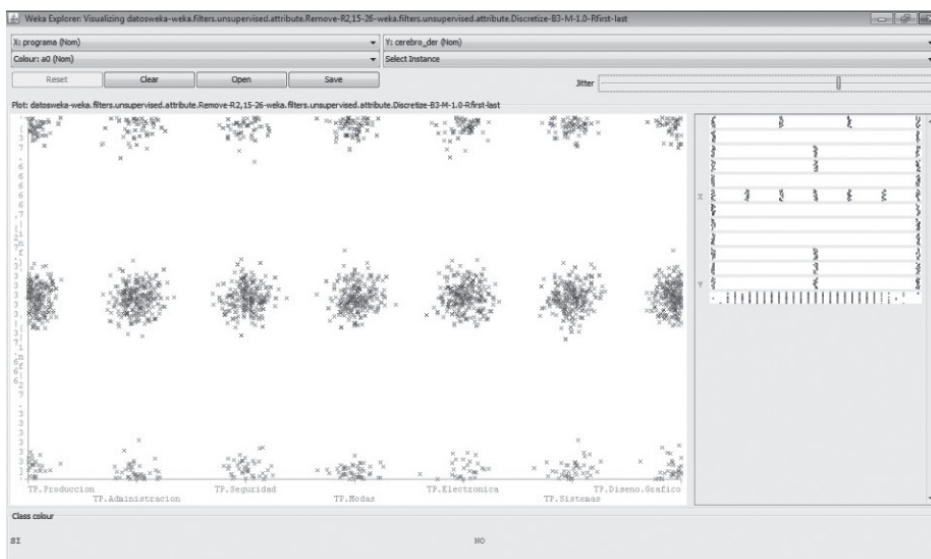 Weka Explorer: Visualizing datosweka-weka.filters.unsupervised.attribute.Remove-R2,15-26-weka.filters.unsupervised.attribute.Discretize-B3-M-1.0-Rfirst-last
X: programa (Nom)
Y: cerebro_der (Nom)
Colour: a0 (Nom)
Select Instance
Reset
Clear
Open
Save
Jitter
Plot: datosweka-weka.filters.unsupervised.attribute.Remove-R2,15-26-weka.filters.unsupervised.attribute.Discretize-B3-M-1.0-Rfirst-last
X
Y
TP.Produccion
TP.Seguridad
TP.Electronica
TP.Diseno.Grafico
TP.Administracion
TP.Modas
TP.Sistemas
Class colour
SI
NO